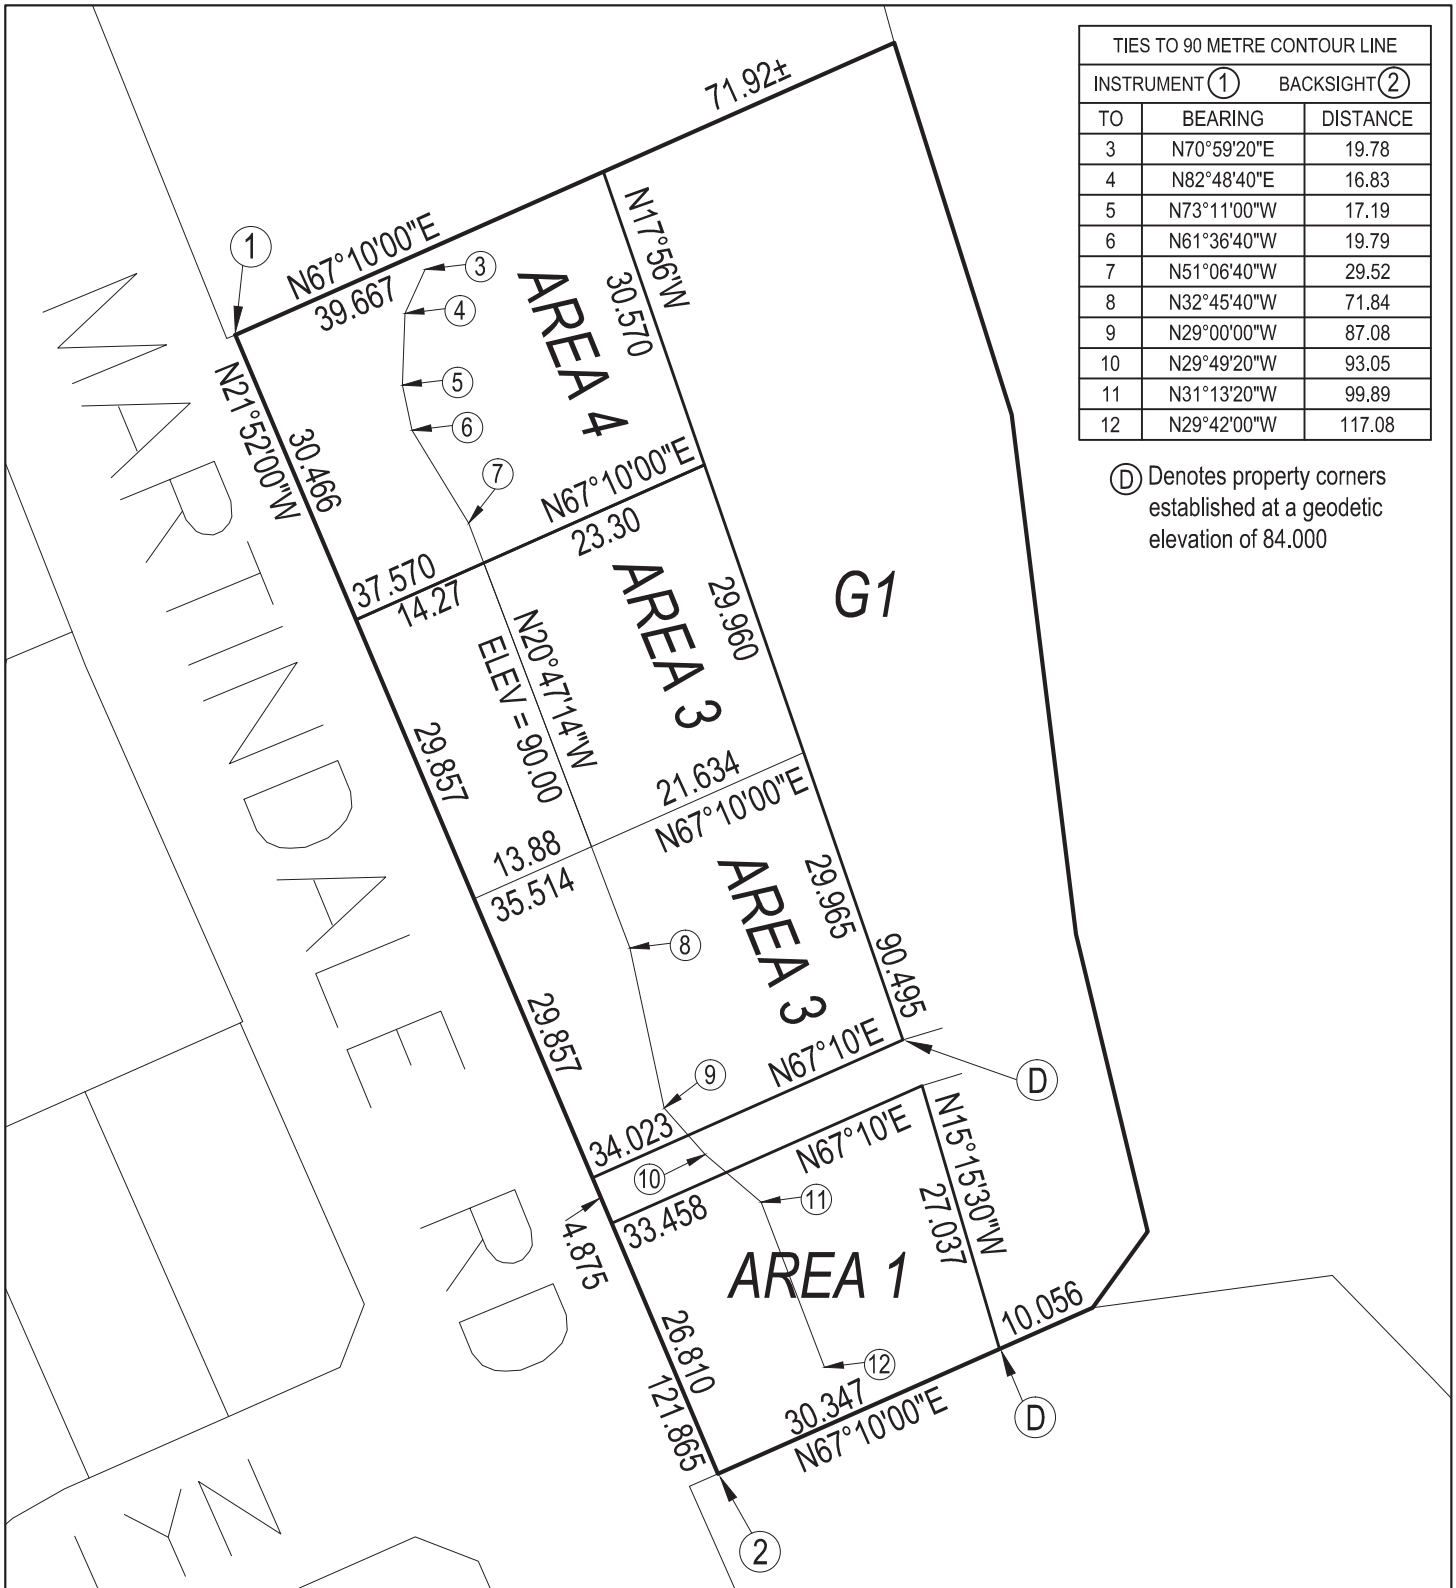 TIES TO 90 METRE CONTOUR LINE
INSTRUMENT 1 BACKSIGHT 2
TO BEARING DISTANCE
3 N70°59'20"E 19.78
4 N82°48'40"E 16.83
5 N73°11'00"W 17.19
6 N61°36'40"W 19.79
7 N51°06'40"W 29.52
8 N32°45'40"W 71.84
9 N29°00'00"W 87.08
10 N29°49'20"W 93.05
11 N31°13'20"W 99.89
12 N29°42'00"W 117.08
D Denotes property corners
established at a geodetic
elevation of 84.000
71.92±
1
N67°10'00"E
39.667
3
4
5
6
7
AREA 4
N17°56'W
30.570
N21°52'00"W
30.466
N67°10'00"E
23.30
37.570
14.27
AREA 3
29.960
G1
N20°47'14"W
ELEV = 90.00
29.857
21.634
N67°10'00"E
13.88
35.514
AREA 3
29.965
90.495
8
29.857
N67°10'E
9
D
34.023
10
N67°10'E
N15°15'30"W
27.037
11
33.458
4.875
AREA 1
10.056
26.810
121.865
12
30.347
N67°10'00"E
D
2
MARTINDALE RD